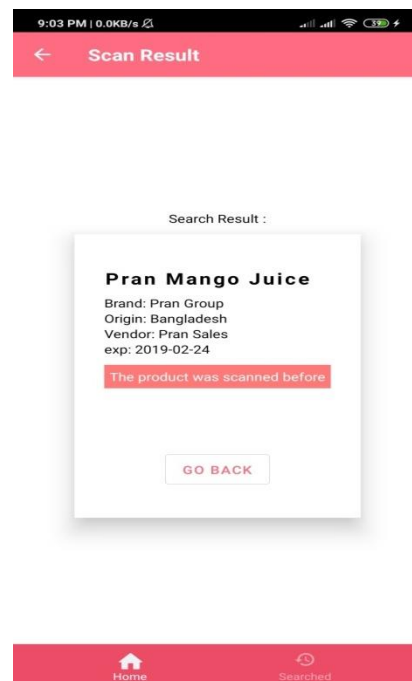 9:03 PM | 0.0KB/s
39
Scan Result
Search Result :
Pran Mango Juice
Brand: Pran Group
Origin: Bangladesh
Vendor: Pran Sales
exp: 2019-02-24
The product was scanned before
GO BACK
Home
Searched